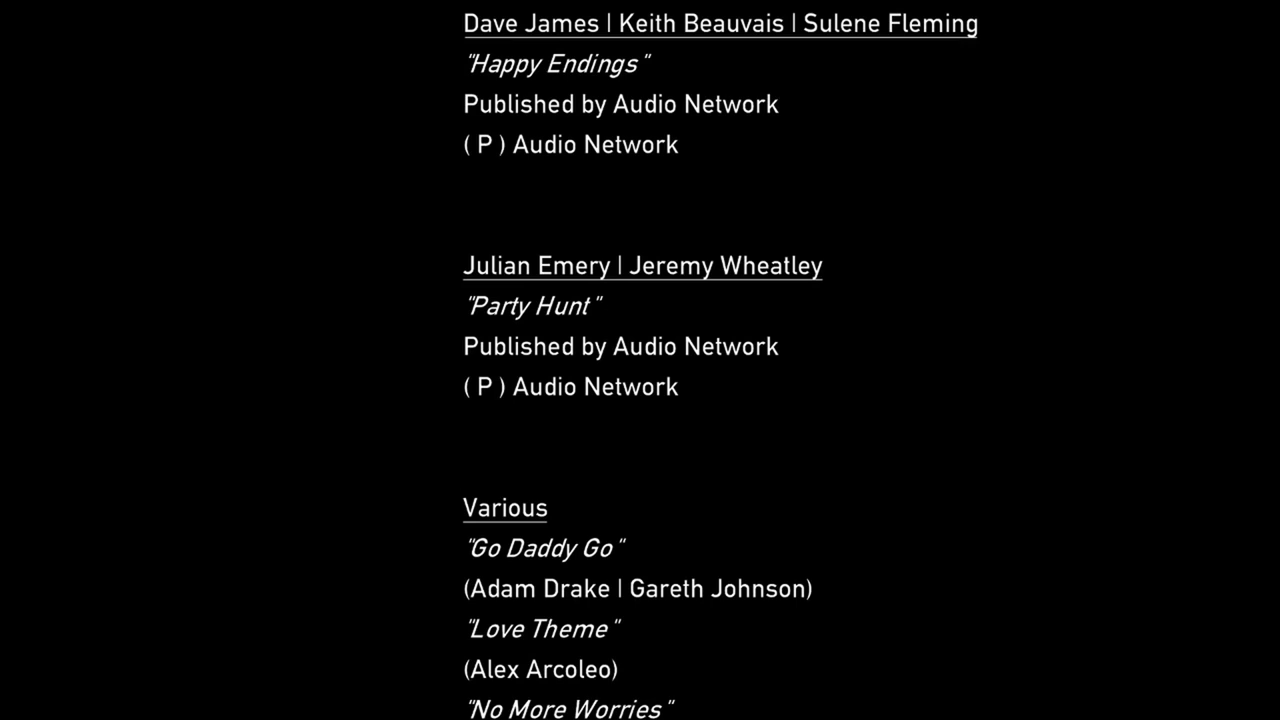 Dave James | Keith Beauvais | Sulene Fleming
"Happy Endings"
Published by Audio Network
( P ) Audio Network
Julian Emery | Jeremy Wheatley
"Party Hunt"
Published by Audio Network
( P ) Audio Network
Various
"Go Daddy Go"
(Adam Drake | Gareth Johnson)
"Love Theme"
(Alex Arcoleo)
"No More Worries"